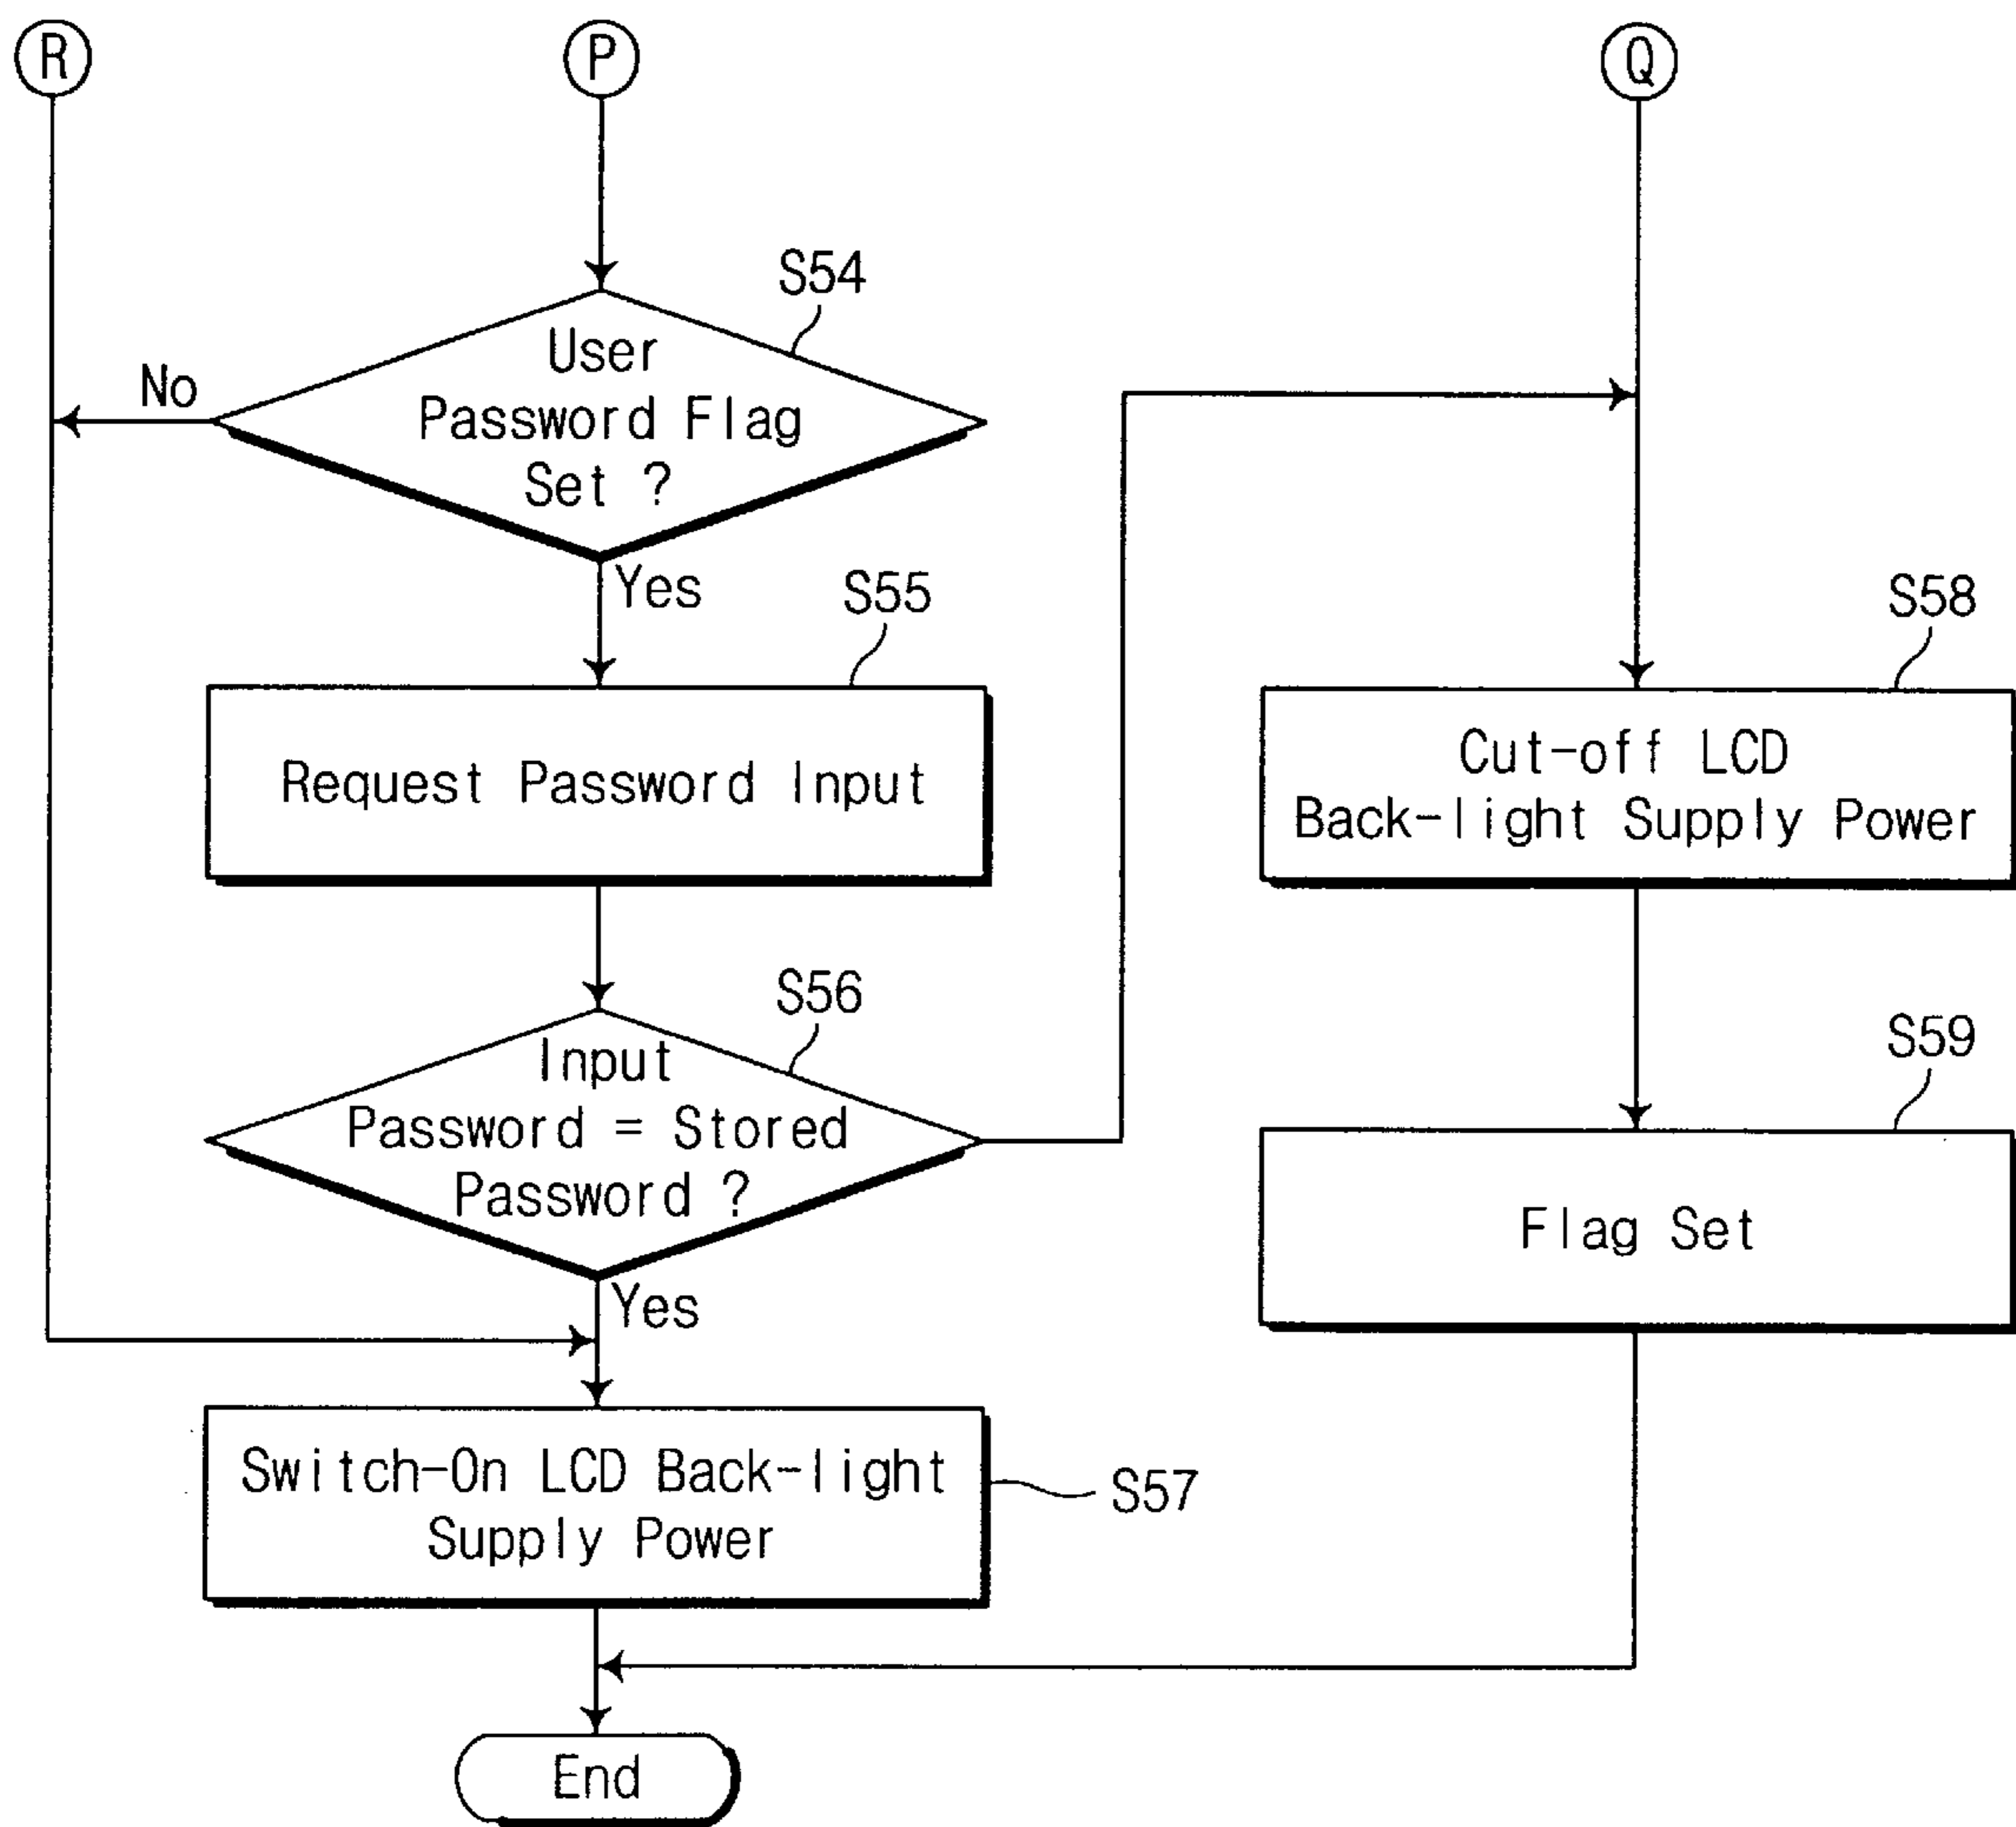 R
P
Q
S54
User
Password Flag
Set ?
No
Yes
S55
Request Password Input
S56
Input
Password = Stored
Password ?
Yes
Switch-On LCD Back-light
Supply Power
S57
S58
Cut-off LCD
Back-light Supply Power
S59
Flag Set
End